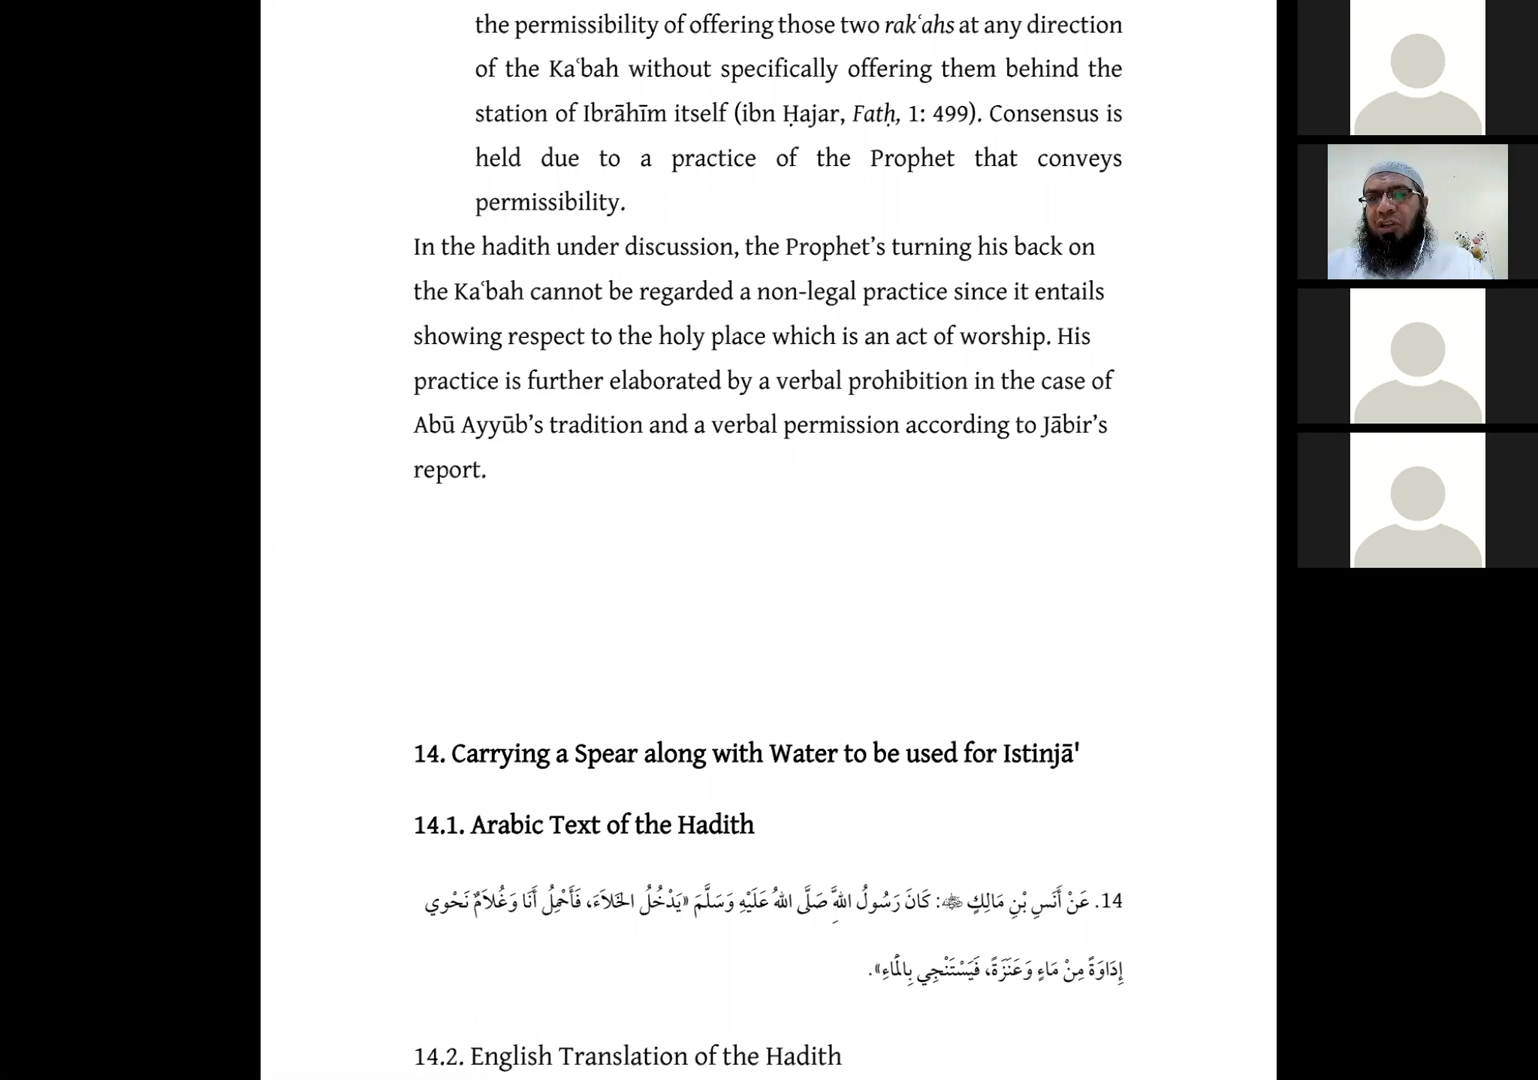 the permissibility of offering those two rakʿahs at any direction
of the Kaʿbah without specifically offering them behind the
station of Ibrāhīm itself (ibn Ḥajar, Fatḥ, 1: 499). Consensus is
held due to a practice of the Prophet that conveys
permissibility.
In the hadith under discussion, the Prophet’s turning his back on
the Kaʿbah cannot be regarded a non-legal practice since it entails
showing respect to the holy place which is an act of worship. His
practice is further elaborated by a verbal prohibition in the case of
Abū Ayyūb’s tradition and a verbal permission according to Jābir’s
report.
14. Carrying a Spear along with Water to be used for Istinjā'
14.1. Arabic Text of the Hadith
14. عَنْ أَنَسِ بْنِ مَالِكٍ ﷺ: كَانَ رَسُولُ اللَّهِ صَلَّى اللهُ عَلَيْهِ وَسَلَّمَ «يَدْخُلُ الخَلاَءَ، فَأَحْمِلُ أَنَا وَغُلاَمٌ نَحْوِي
إِدَاوَةً مِنْ مَاءٍ وَعَنَزَةً، فَيَسْتَنْجِي بِالْمَاءِ».
14.2. English Translation of the Hadith